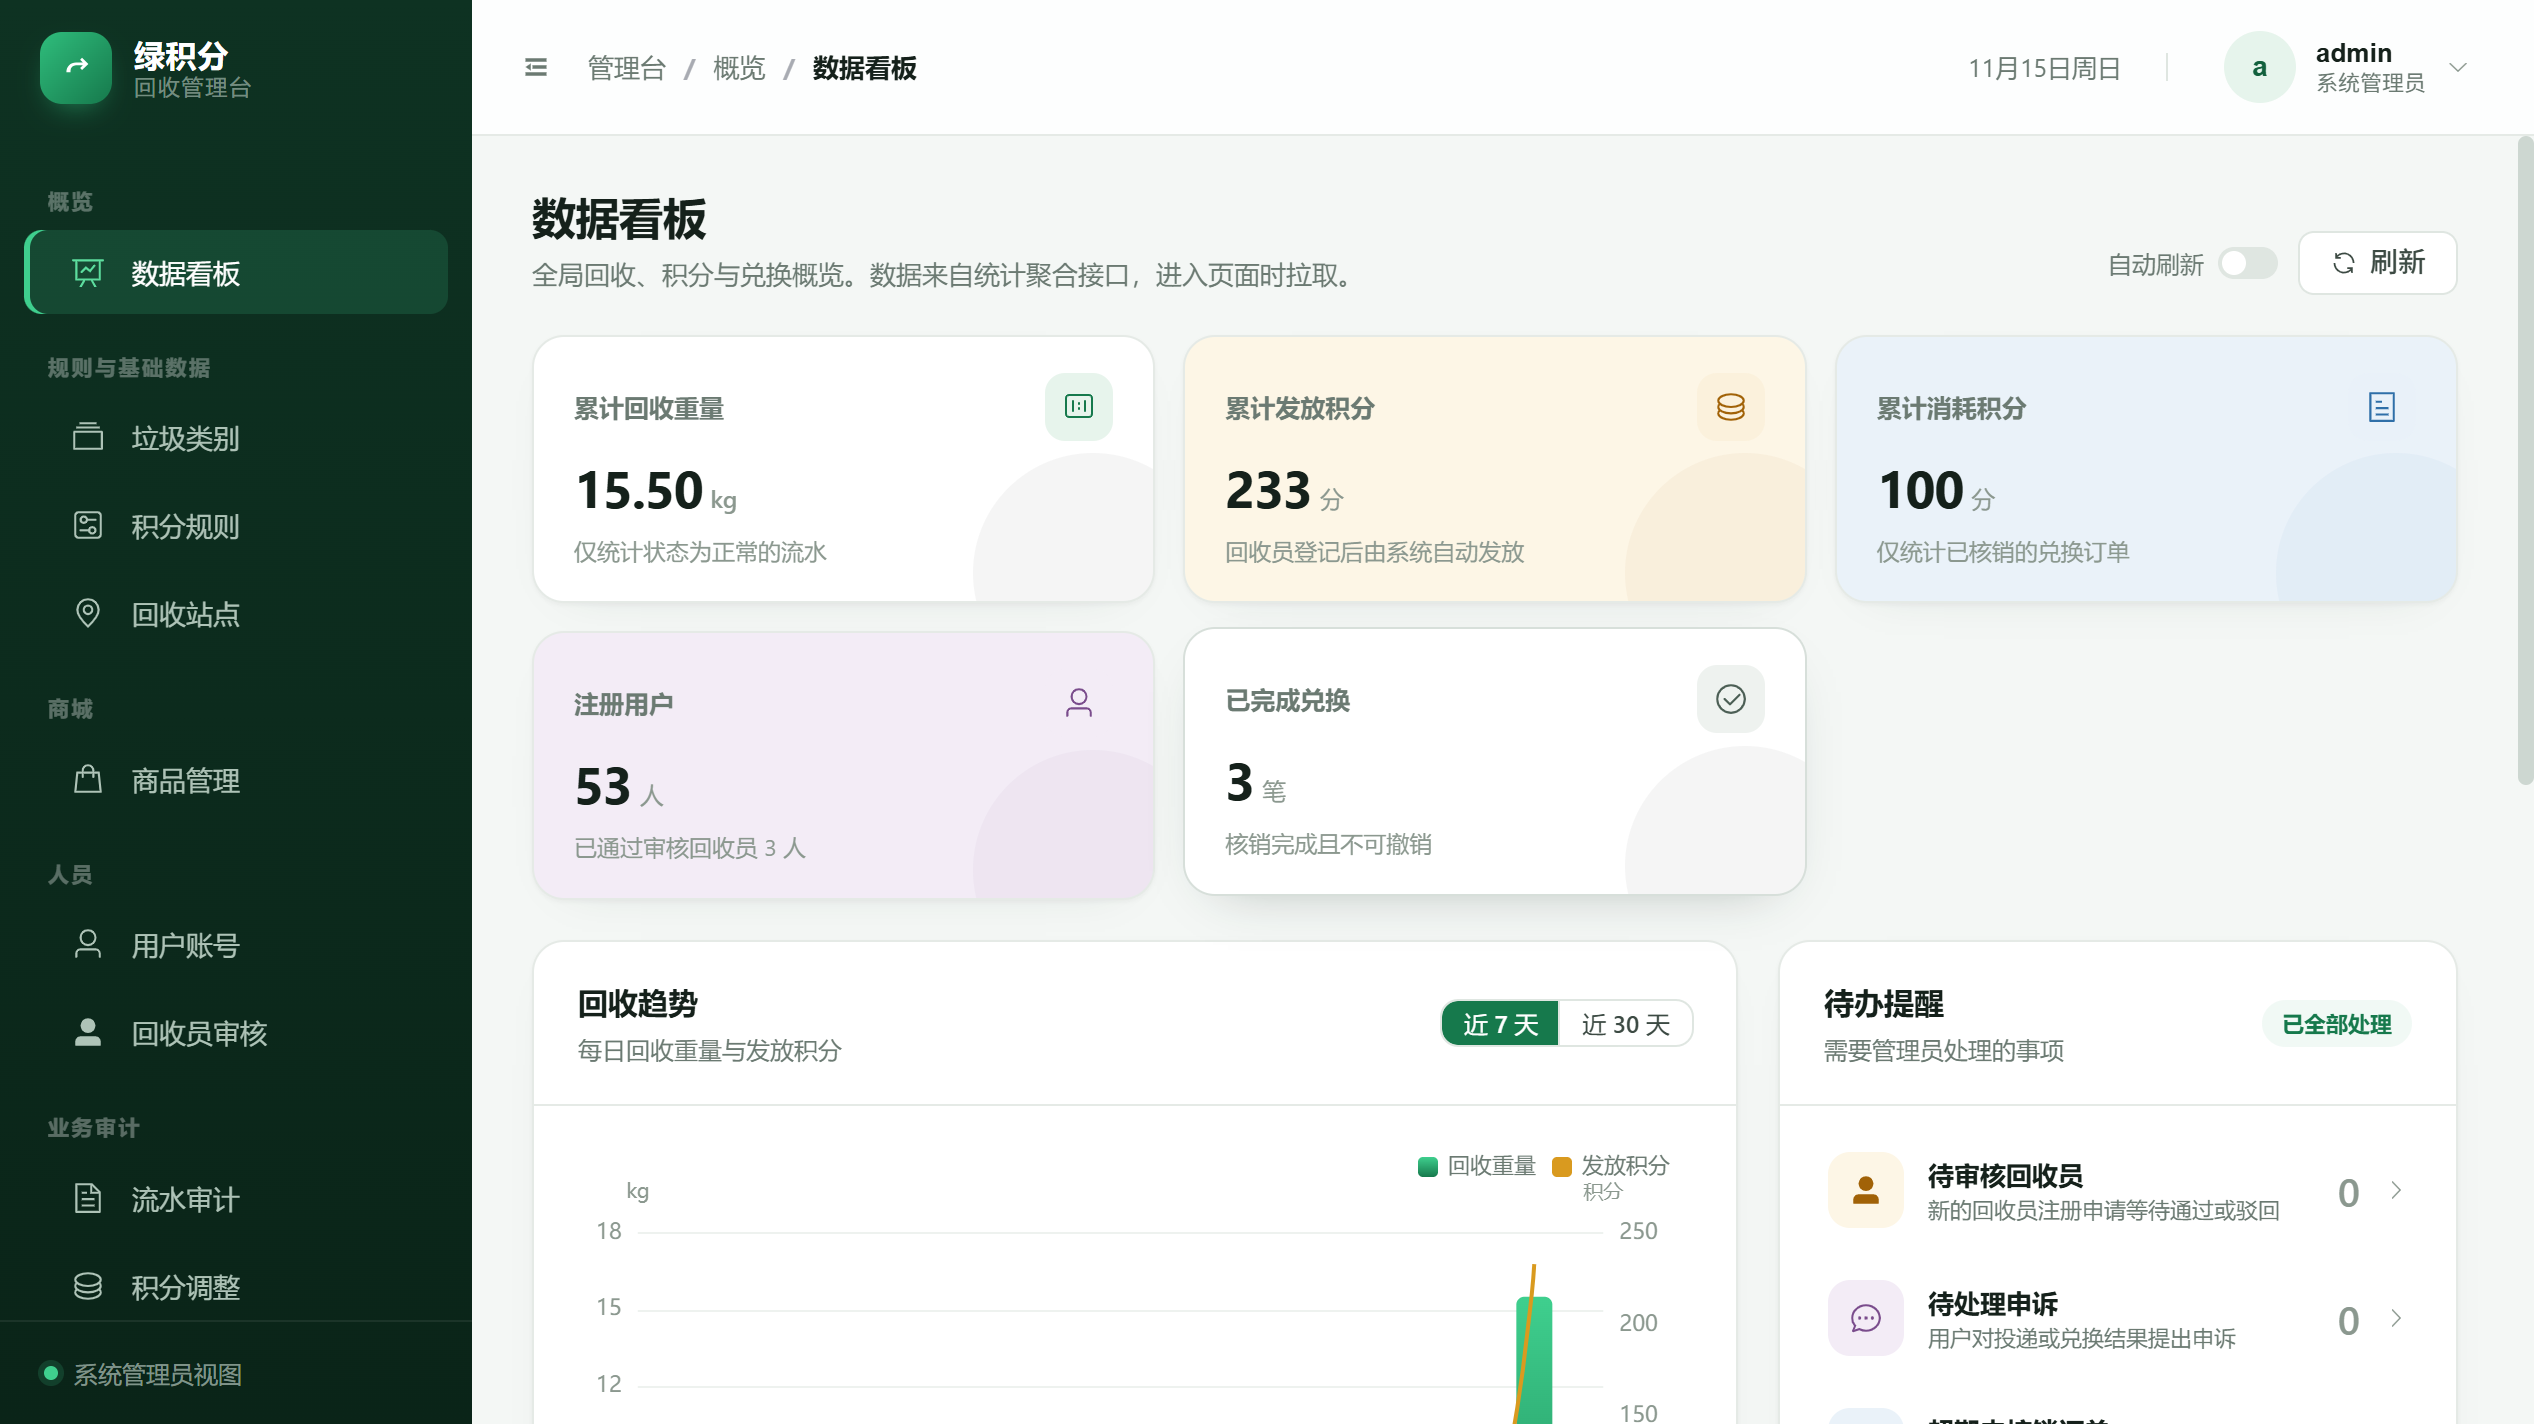 绿积分
回收管理台
概览
数据看板
规则与基础数据
垃圾类别
积分规则
回收站点
商城
商品管理
人员
用户账号
回收员审核
业务审计
流水审计
积分调整
系统管理员视图
管理台 / 概览 / 数据看板
11月15日周日
a
admin
系统管理员
数据看板
全局回收、积分与兑换概览。数据来自统计聚合接口，进入页面时拉取。
自动刷新
刷新
累计回收重量
15.50 kg
仅统计状态为正常的流水
累计发放积分
233 分
回收员登记后由系统自动发放
累计消耗积分
100 分
仅统计已核销的兑换订单
注册用户
53 人
已通过审核回收员 3 人
已完成兑换
3 笔
核销完成且不可撤销
回收趋势
每日回收重量与发放积分
近 7 天
近 30 天
回收重量
发放积分
kg
积分
18
15
12
250
200
150
待办提醒
需要管理员处理的事项
已全部处理
待审核回收员
新的回收员注册申请等待通过或驳回
0
待处理申诉
用户对投递或兑换结果提出申诉
0